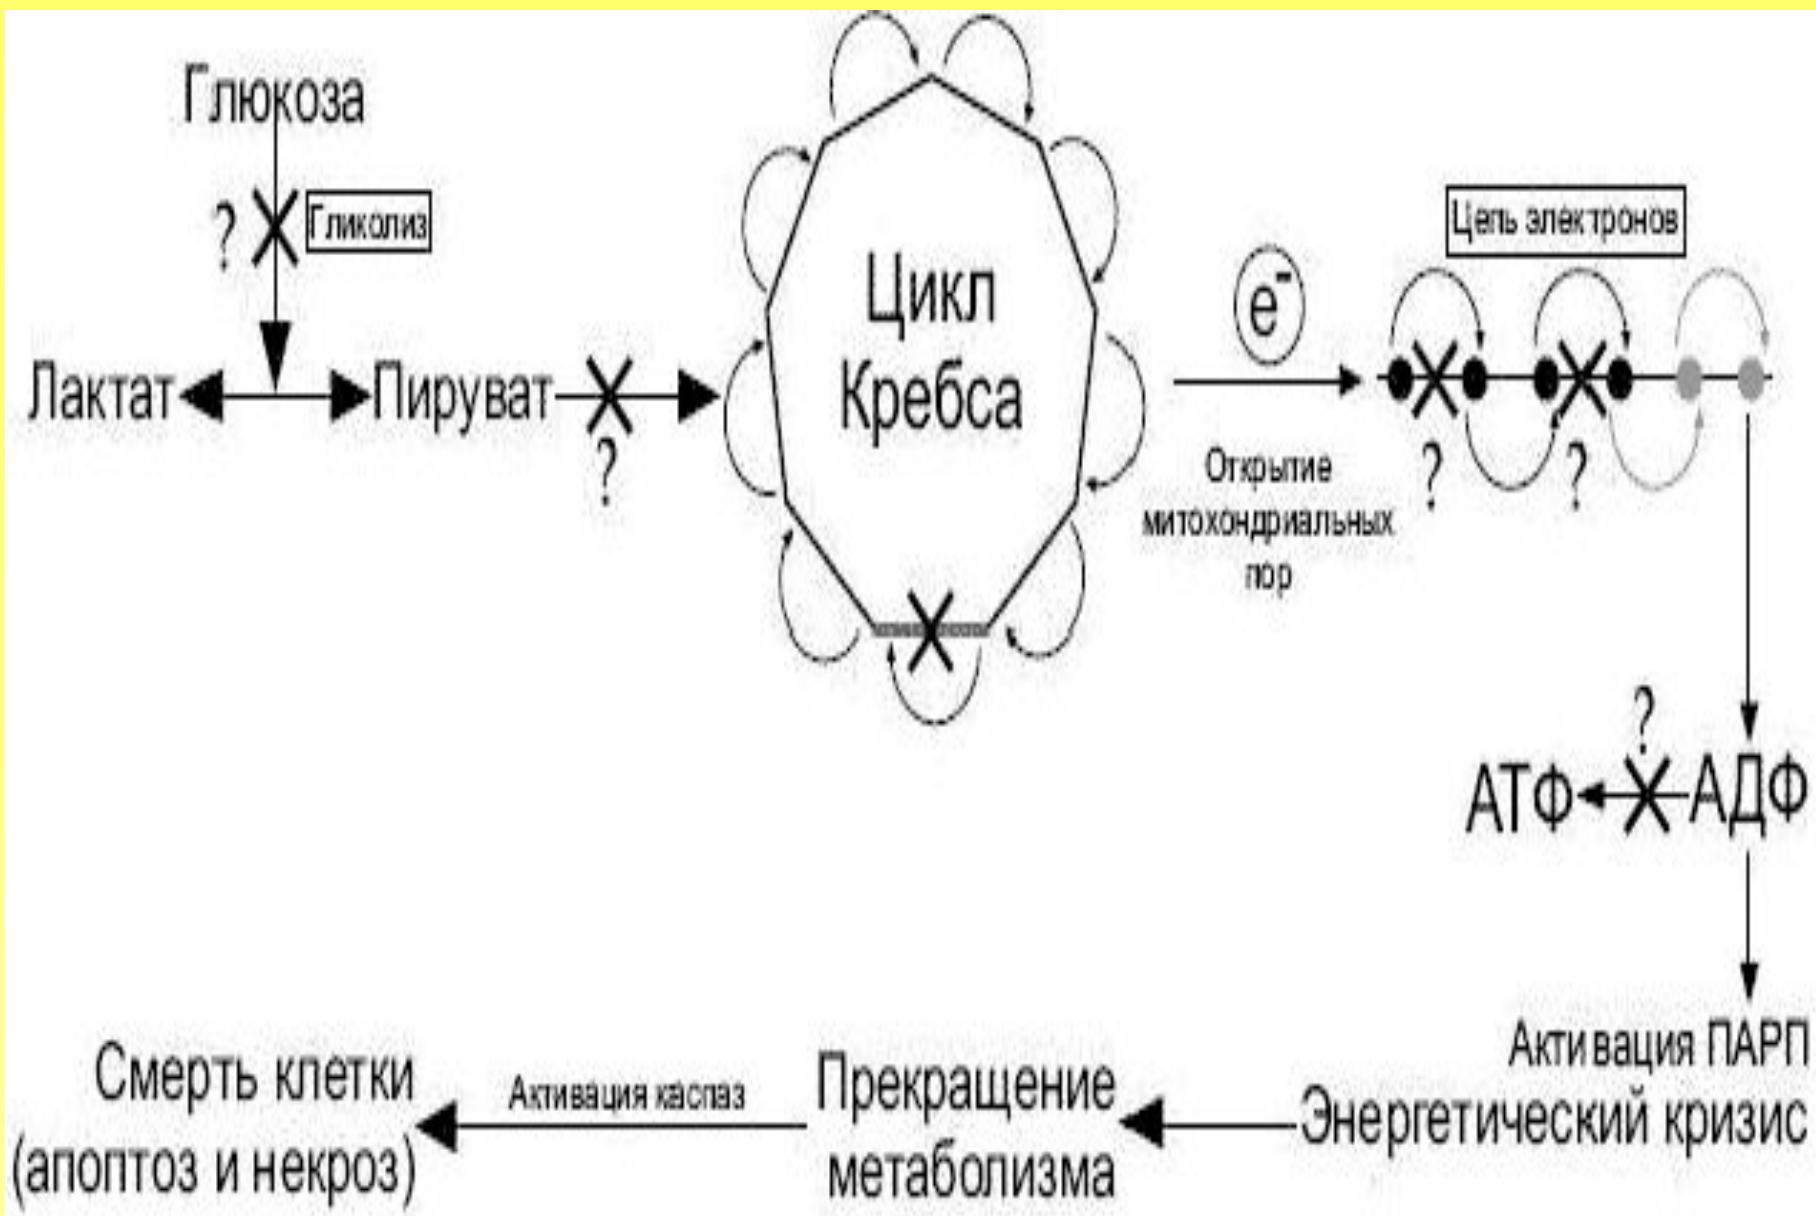 Глюкоза
?
Гликолиз
Лактат
Пируват
?
Цикл
Кребса
e⁻
Открытие
митохондриальных
пор
Цепь электронов
?
?
?
АТФ
АДФ
Активация ПАРП
Энергетический кризис
Прекращение
метаболизма
Активация каспаз
Смерть клетки
(апоптоз и некроз)